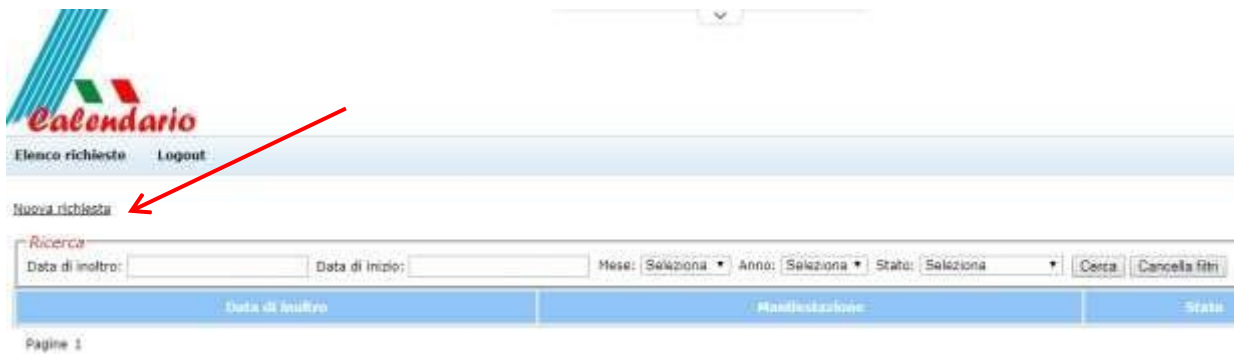 Calendario
Elenco richieste Logout
Nuova richiesta
Ricerca
Data di inoltro: Data di inizio: Mese: Seleziona Anno: Seleziona Stato: Seleziona Cerca Cancella filtri
Data di inoltro Manifestazione Stato
Pagine 1